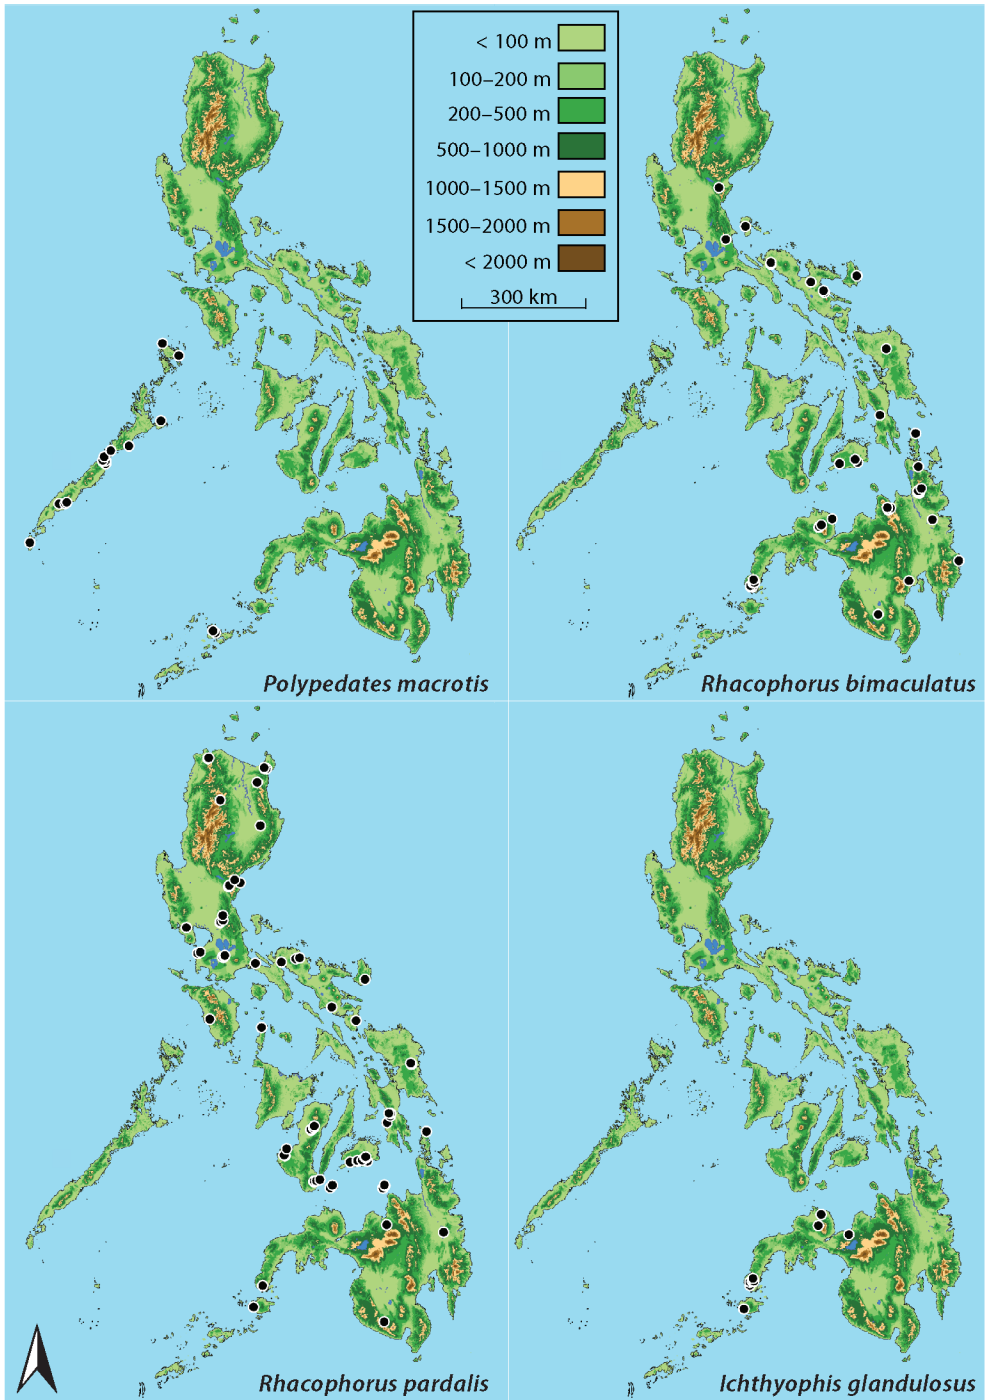 < 100 m
100–200 m
200–500 m
500–1000 m
1000–1500 m
1500–2000 m
< 2000 m
300 km
Polypedates macrotis
Rhacophorus bimaculatus
Rhacophorus pardalis
Ichthyophis glandulosus